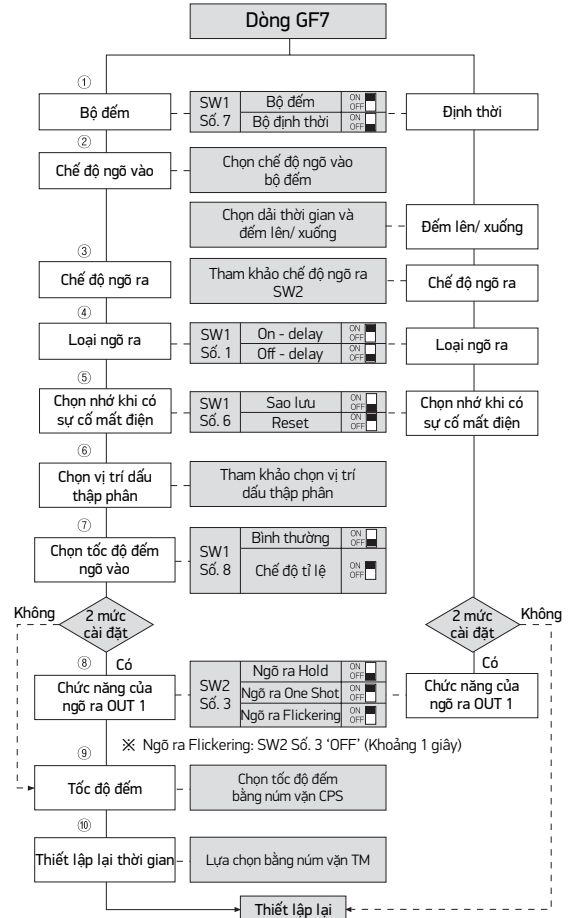 Dòng GF7
①
Bộ đếm
SW1
Số. 7
Bộ đếm
ON
OFF
Bộ định thời
ON
OFF
Định thời
②
Chế độ ngõ vào
Chọn chế độ ngõ vào
bộ đếm
Chọn dải thời gian và
đếm lên/ xuống
Đếm lên/ xuống
③
Chế độ ngõ ra
Tham khảo chế độ ngõ ra
SW2
Chế độ ngõ ra
④
Loại ngõ ra
SW1
Số. 1
On - delay
ON
OFF
Off - delay
ON
OFF
Loại ngõ ra
⑤
Chọn nhớ khi có
sự cố mất điện
SW1
Số. 6
Sao lưu
ON
OFF
Reset
ON
OFF
Chọn nhớ khi có
sự cố mất điện
⑥
Chọn vị trí dấu
thập phân
Tham khảo chọn vị trí
dấu thập phân
⑦
Chọn tốc độ đếm
ngõ vào
SW1
Số. 8
Bình thường
ON
OFF
Chế độ tỉ lệ
ON
OFF
Không
2 mức
cài đặt
2 mức
cài đặt
Không
⑧
Có
Có
Chức năng của
ngõ ra OUT 1
SW2
Số. 3
Ngõ ra Hold
ON
OFF
Ngõ ra One Shot
ON
OFF
Ngõ ra Flickering
ON
OFF
Chức năng của
ngõ ra OUT 1
※ Ngõ ra Flickering: SW2 Số. 3 'OFF' (Khoảng 1 giây)
⑨
Tốc độ đếm
Chọn tốc độ đếm
bằng núm vặn CPS
⑩
Thiết lập lại thời gian
Lựa chọn bằng núm vặn TM
Thiết lập lại